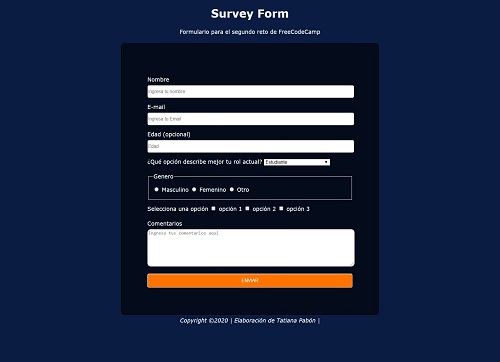 Survey Form
Formulario para el segundo reto de FreeCodeCamp
Nombre
Ingresa tu nombre
E-mail
Ingresa tu Email
Edad (opcional)
Edad
¿Qué opción describe mejor tu rol actual? Estudiante
Genero
Masculino Femenino Otro
Selecciona una opción opción 1 opción 2 opción 3
Comentarios
Ingresa tus comentarios aquí
ENVIAR
Copyright ©2020 | Elaboración de Tatiana Pabón |